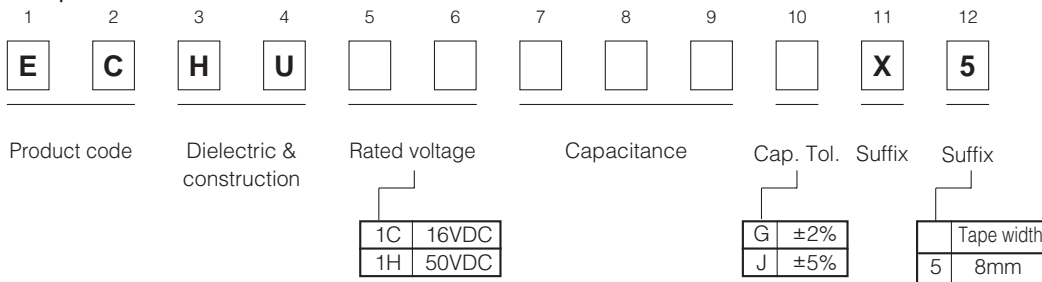 1 2 3 4 5 6 7 8 9 10 11 12
E C H U X 5
Product code Dielectric & Rated voltage Capacitance Cap. Tol. Suffix Suffix
construction
1C 16VDC G ±2% Tape width
1H 50VDC J ±5% 5 8mm